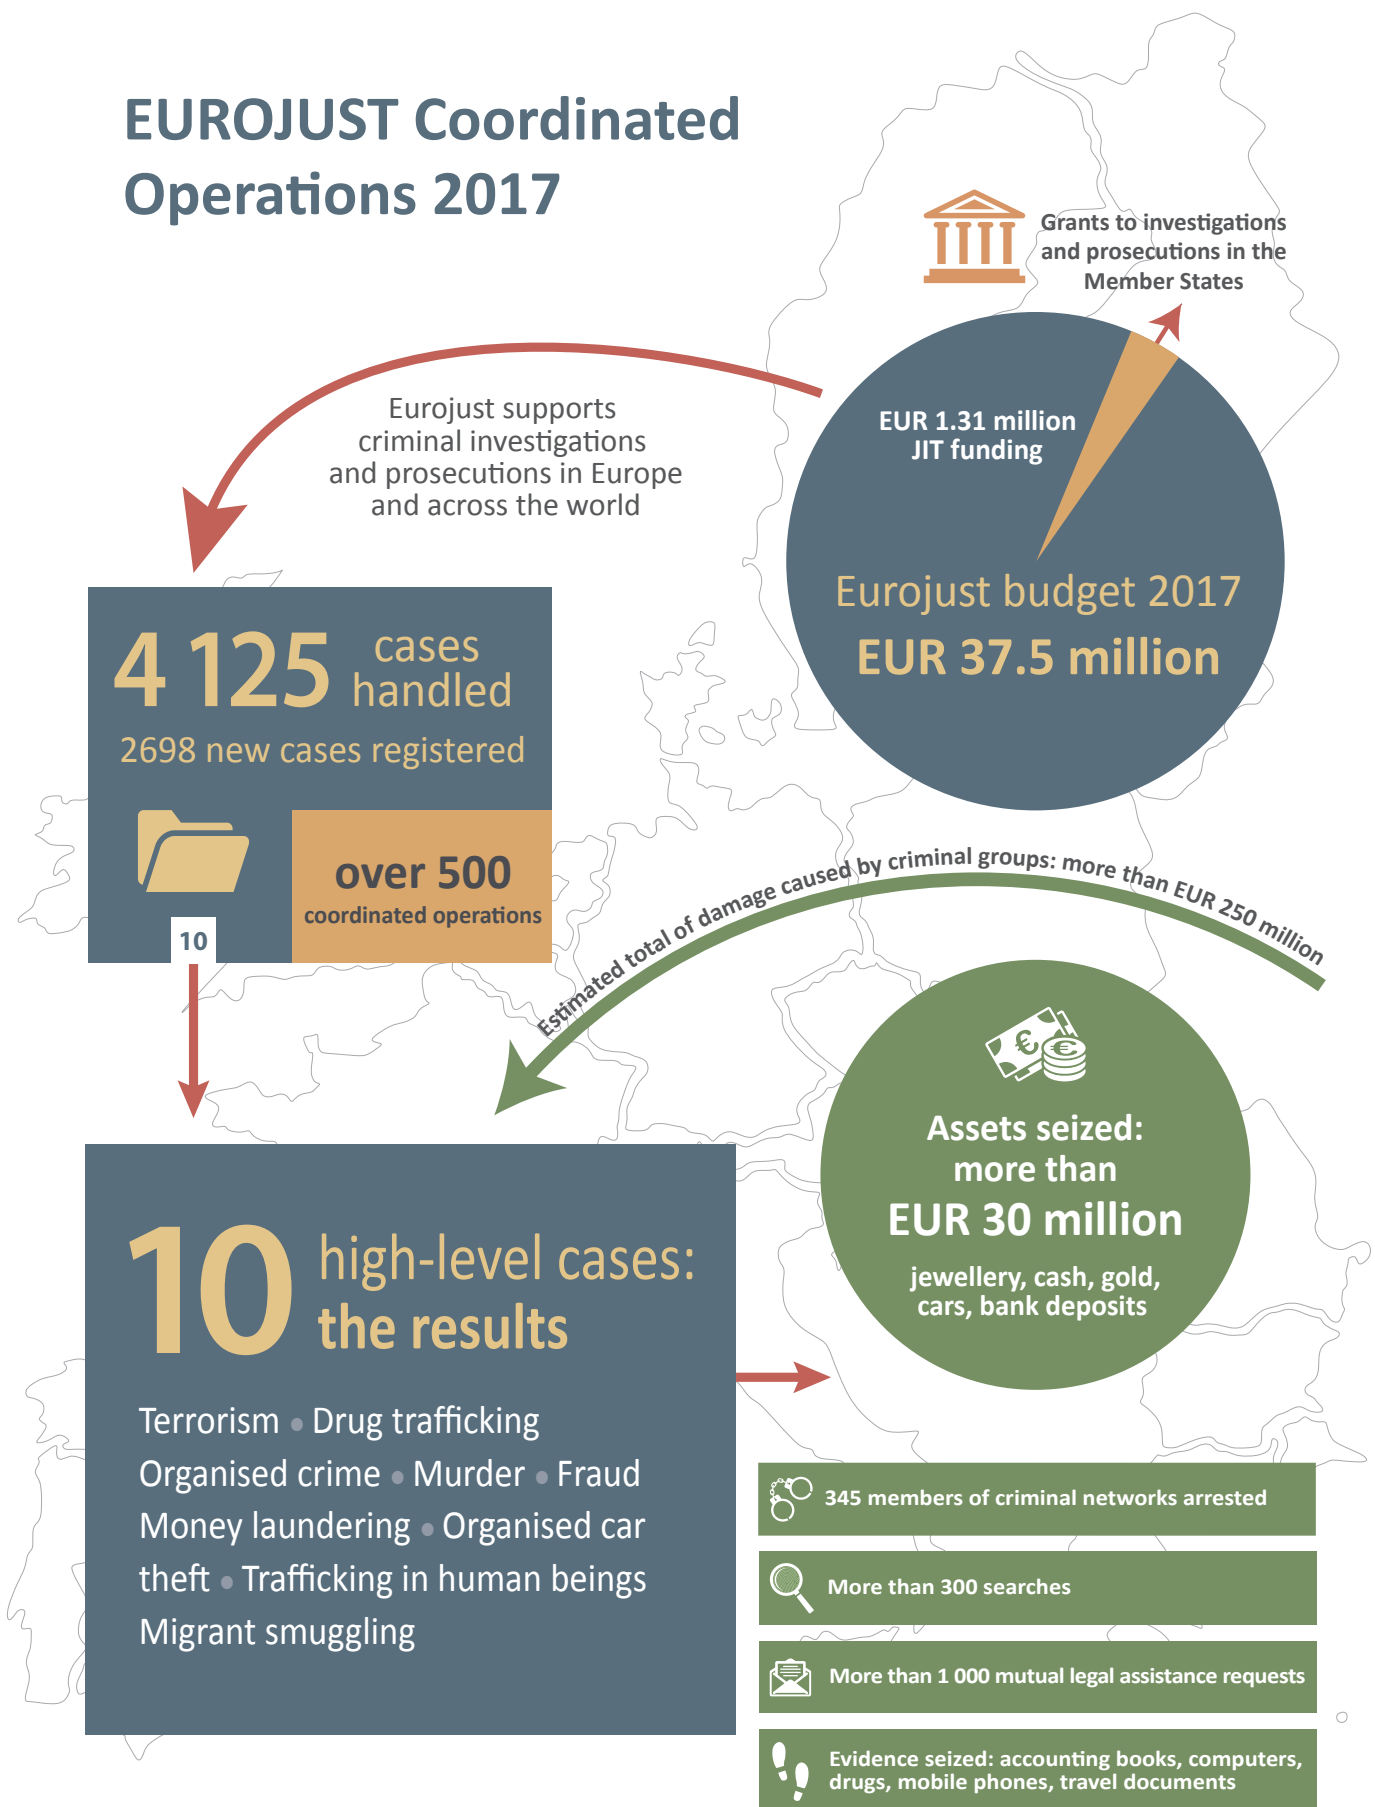 EUROJUST Coordinated
Operations 2017
Grants to investigations
and prosecutions in the
Member States
EUR 1.31 million
JIT funding
Eurojust budget 2017
EUR 37.5 million
Eurojust supports
criminal investigations
and prosecutions in Europe
and across the world
4 125 cases
handled
2698 new cases registered
over 500
coordinated operations
10
Estimated total of damage caused by criminal groups: more than EUR 250 million
€ €
Assets seized:
more than
EUR 30 million
jewellery, cash, gold,
cars, bank deposits
10 high-level cases:
the results
Terrorism • Drug trafficking
Organised crime • Murder • Fraud
Money laundering • Organised car
theft • Trafficking in human beings
Migrant smuggling
345 members of criminal networks arrested
More than 300 searches
More than 1 000 mutual legal assistance requests
Evidence seized: accounting books, computers,
drugs, mobile phones, travel documents